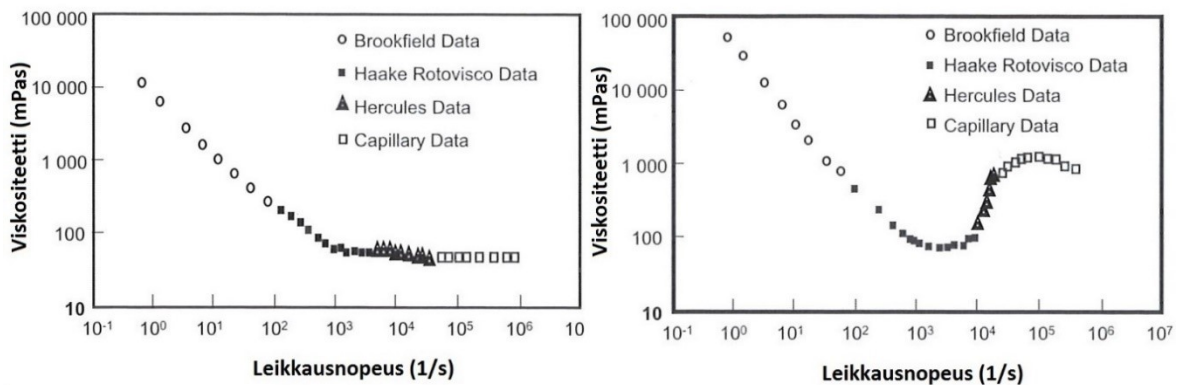 100 000
10 000
1 000
100
10
Viskositeetti (mPas)
Brookfield Data
Haake Rotovisco Data
Hercules Data
Capillary Data
10-1 10⁰ 10¹ 10² 10³ 10⁴ 10⁵ 10⁶ 10
Leikkausnopeus (1/s)
100 000
10 000
1 000
100
10
Viskositeetti (mPas)
Brookfield Data
Haake Rotovisco Data
Hercules Data
Capillary Data
10-1 10⁰ 10¹ 10² 10³ 10⁴ 10⁵ 10⁶ 10⁷
Leikkausnopeus (1/s)